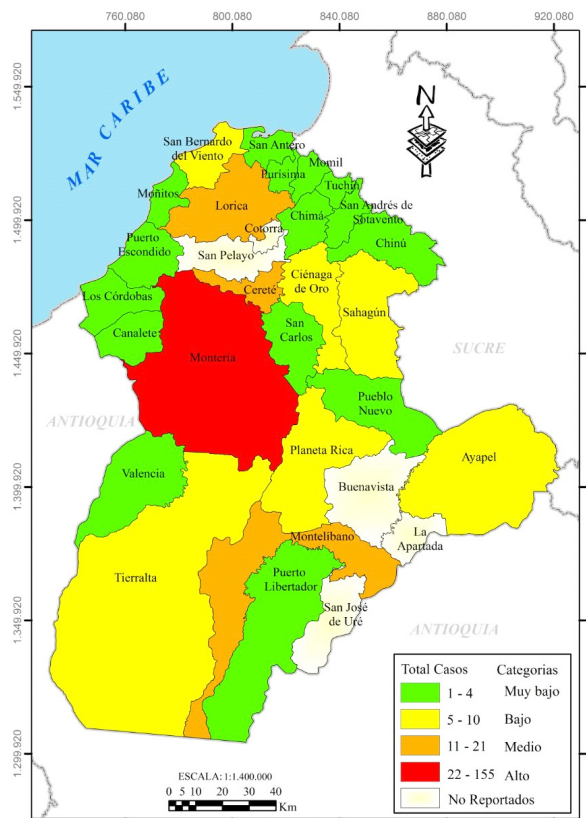 760.080
800.080
840.080
880.080
920.080
1.549.920
1.499.920
1.449.920
1.399.920
1.349.920
1.299.920
MAR CARIBE
N
San Bernardo
del Viento
San Antero
Momil
Purísima
Tuchín
Moñitos
Lorica
San Andrés de
Sotavento
Chimá
Cotorra
Chinú
Puerto
Escondido
San Pelayo
Ciénaga
de Oro
Cereté
Los Córdobas
Sahagún
San
Carlos
Canalete
Montería
SUCRE
Pueblo
Nuevo
ANTIOQUIA
Planeta Rica
Ayapel
Valencia
Buenavista
La
Apartada
Montelibano
Tierralta
Puerto
Libertador
San José
de Uré
ANTIOQUIA
Total Casos Categorias
1 - 4 Muy bajo
5 - 10 Bajo
11 - 21 Medio
22 - 155 Alto
No Reportados
ESCALA: 1:1.400.000
0 5 10 20 30 40
Km